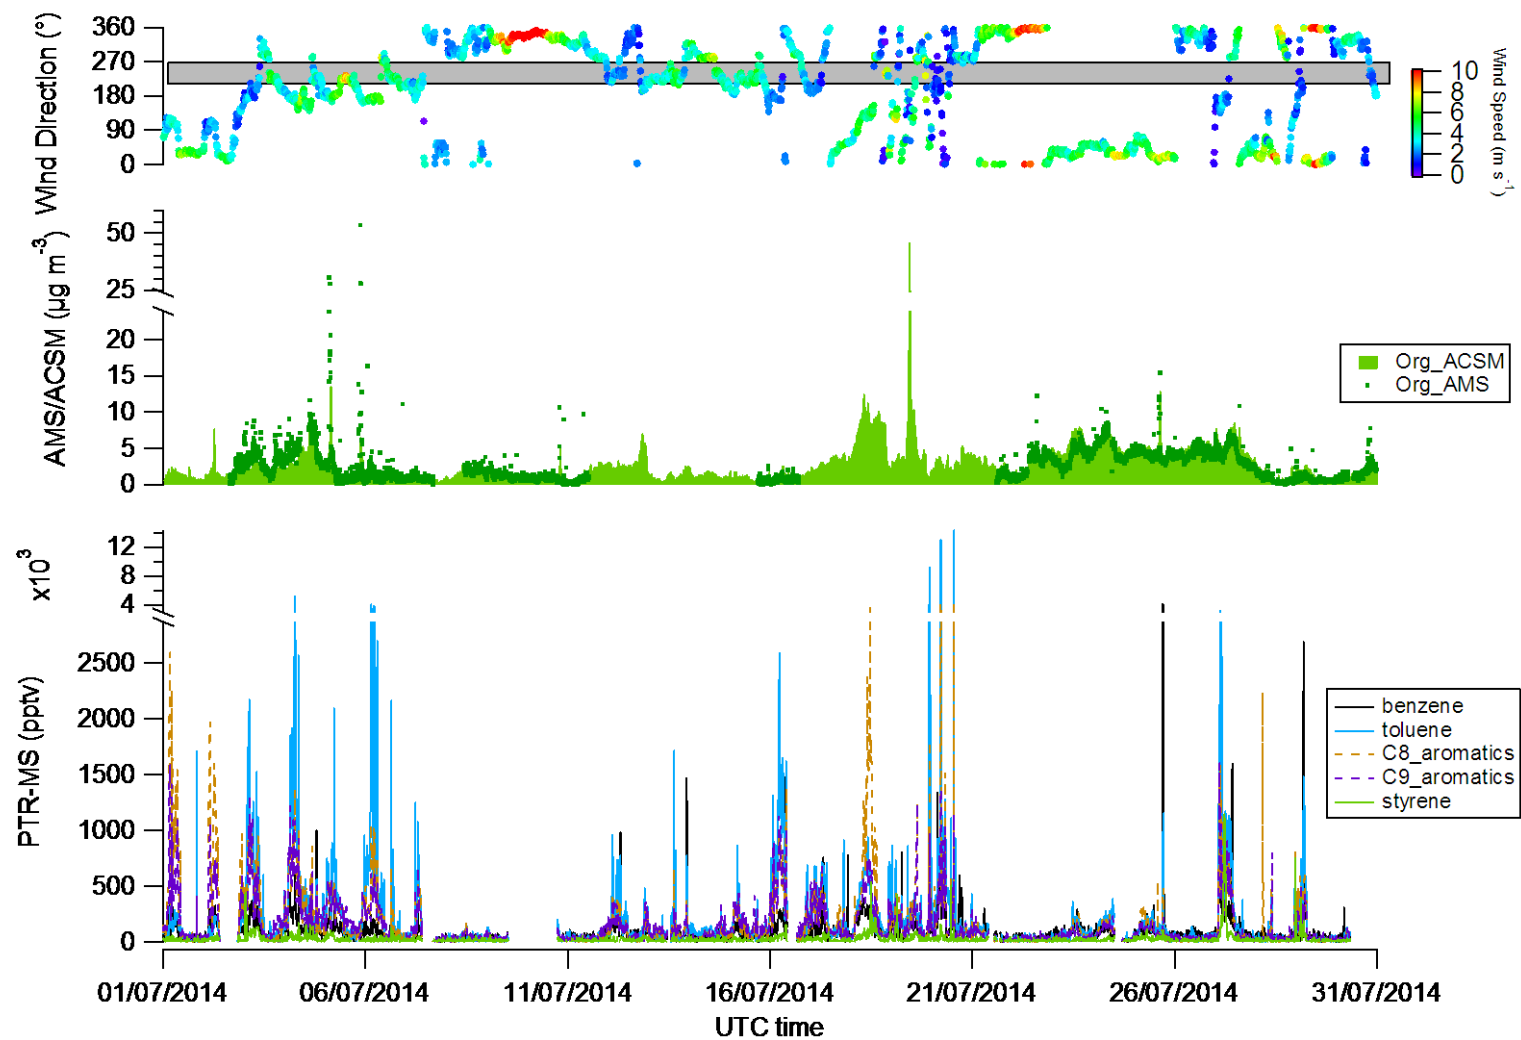 Wind Direction (°)
360
270
180
90
0
10
8
6
4
2
0
Wind Speed (m s⁻¹)
AMS/ACSM (µg m⁻³)
50
25
20
15
10
5
0
Org_ACSM
Org_AMS
x10³
12
8
4
PTR-MS (pptv)
2500
2000
1500
1000
500
0
benzene
toluene
C8_aromatics
C9_aromatics
styrene
01/07/2014 06/07/2014 11/07/2014 16/07/2014 21/07/2014 26/07/2014 31/07/2014
UTC time